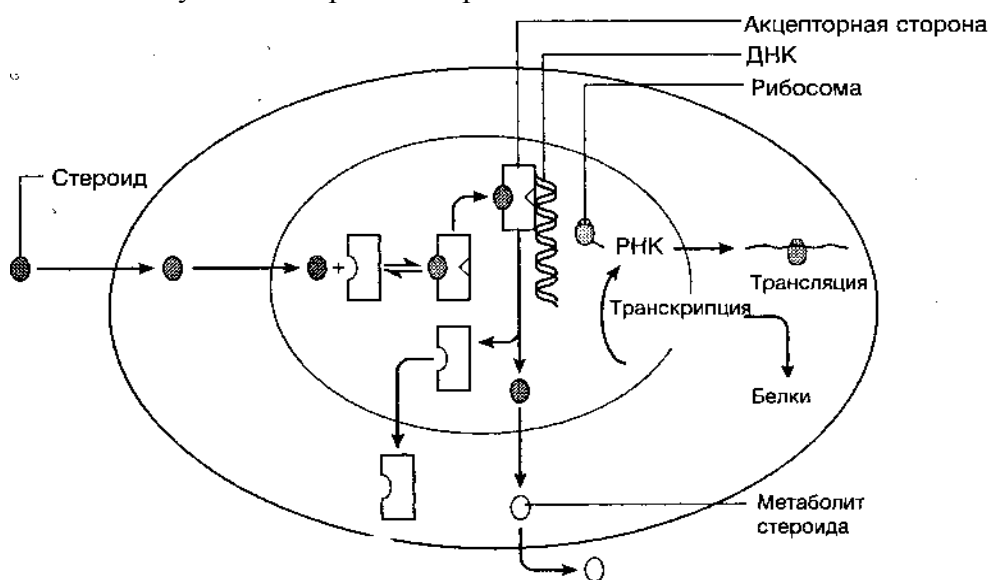 Акцепторная сторона
ДНК
Рибосома
Стероид
+
РНК
Транскрипция
Трансляция
Белки
Метаболит
стероида